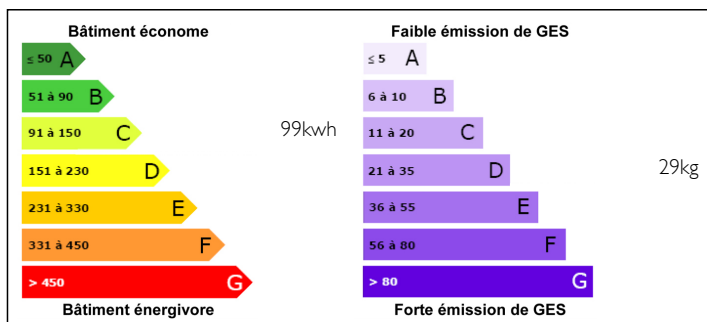 Bâtiment économe
≤ 50 A
51 à 90 B
91 à 150 C
99kwh
151 à 230 D
231 à 330 E
331 à 450 F
> 450 G
Bâtiment énergivore
Faible émission de GES
≤ 5 A
6 à 10 B
11 à 20 C
21 à 35 D
29kg
36 à 55 E
56 à 80 F
> 80 G
Forte émission de GES